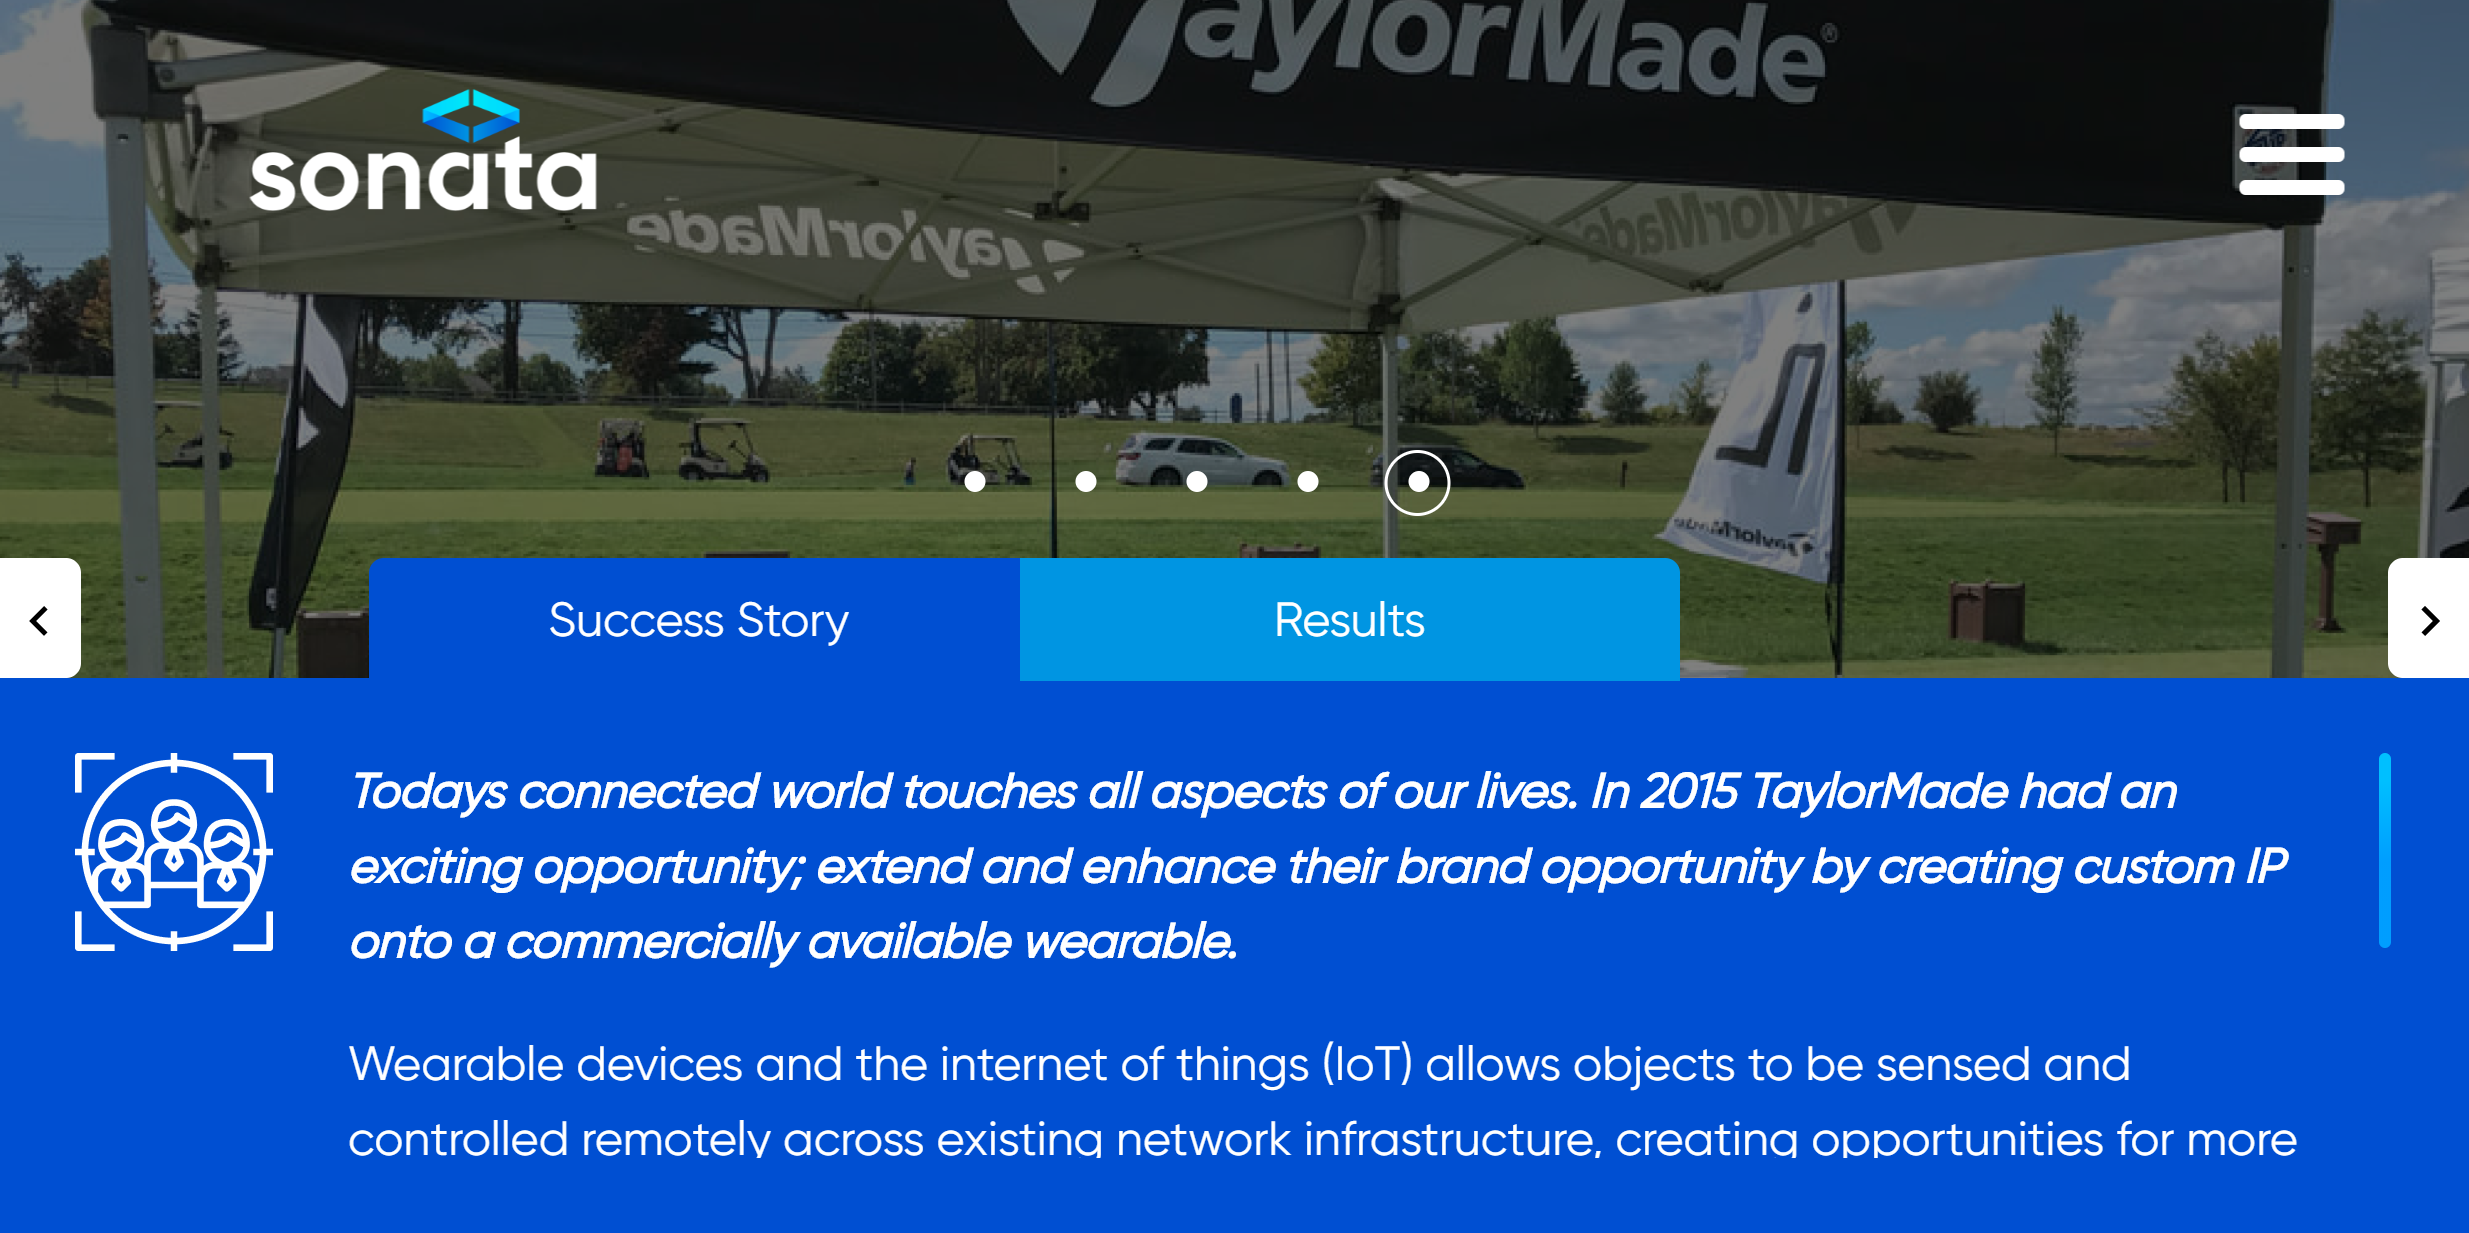 TaylorMade®
sonata
TaylorMade
TaylorMade
TaylorMade
Success Story
Results
Todays connected world touches all aspects of our lives. In 2015 TaylorMade had an
exciting opportunity; extend and enhance their brand opportunity by creating custom IP
onto a commercially available wearable.
Wearable devices and the internet of things (IoT) allows objects to be sensed and
controlled remotely across existing network infrastructure, creating opportunities for more